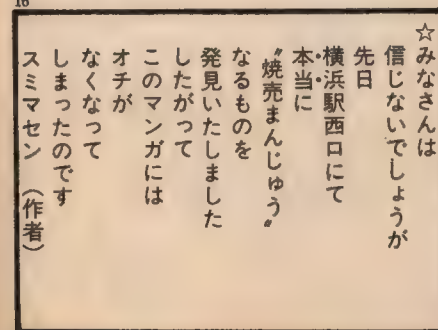 16
☆みなさんは
信じないでしょうが
先日
横浜駅西口にて
本当に
〝焼売まんじゅう〟
なるものを
発見いたしました
したがって
このマンガには
オチが
なくなって
しまったのです
スミマセン （作者）